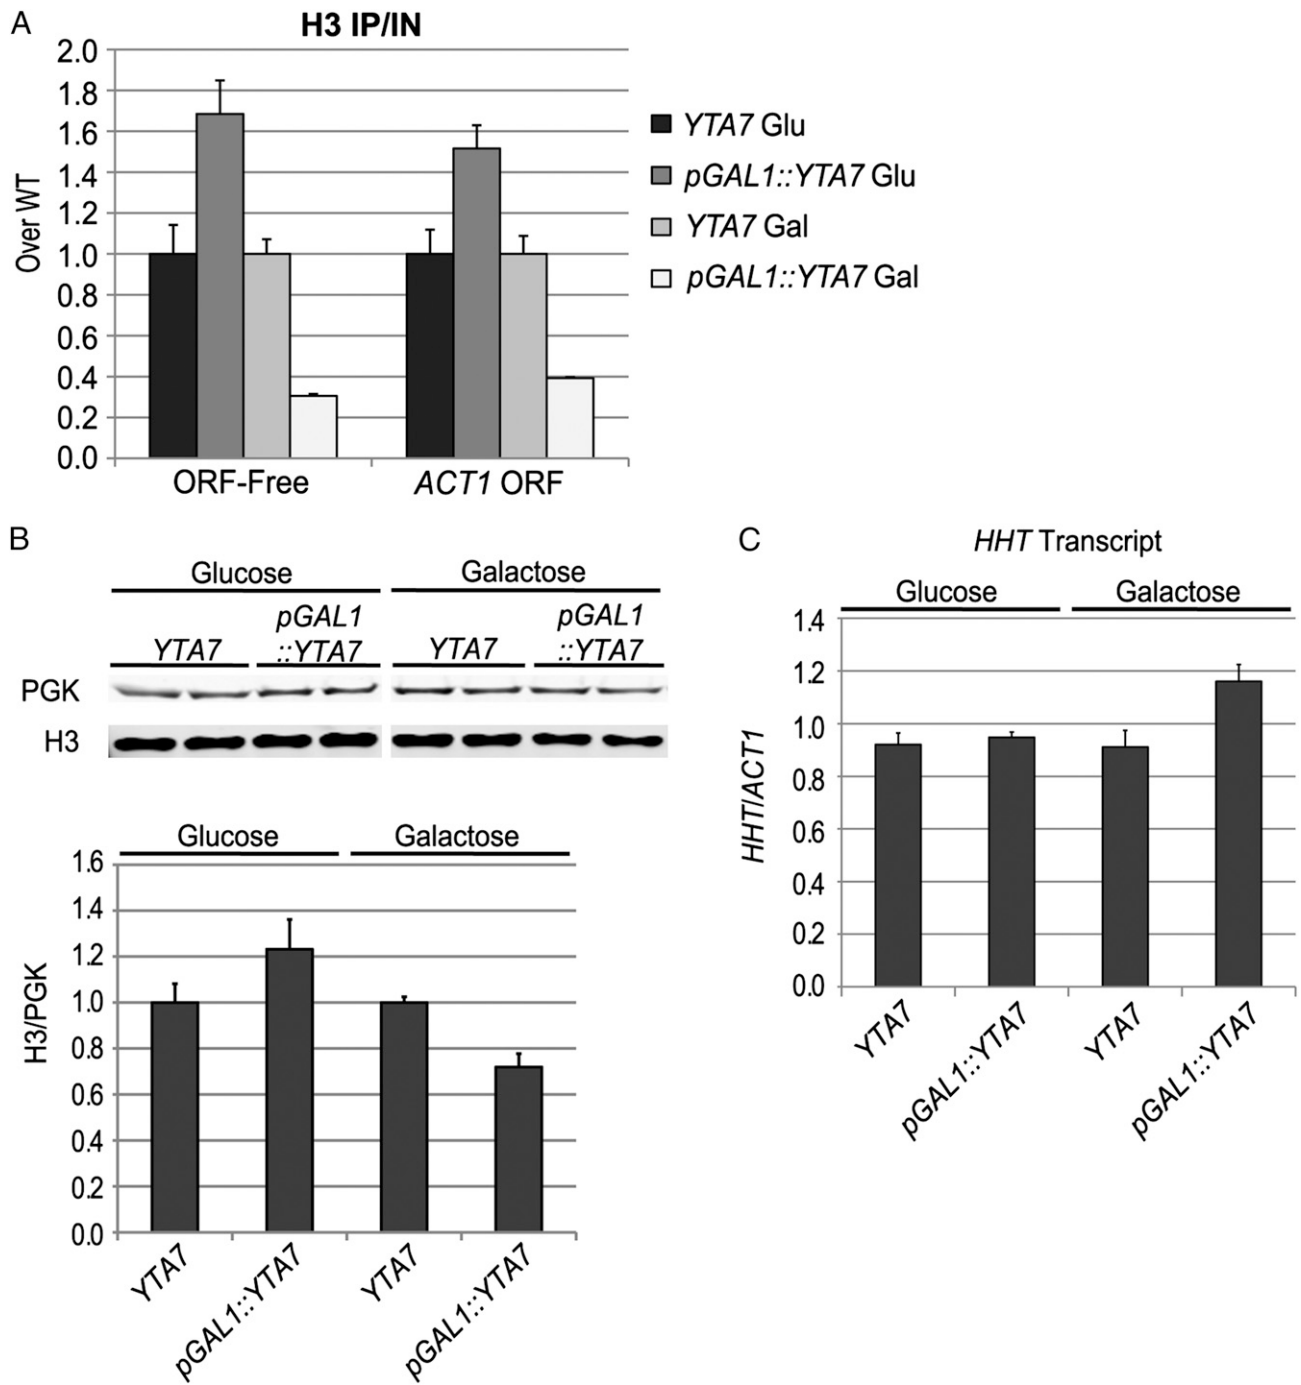 A
H3 IP/IN
Over WT
2.0
1.8
1.6
1.4
1.2
1.0
0.8
0.6
0.4
0.2
0.0
ORF-Free
ACT1 ORF
YTA7 Glu
pGAL1::YTA7 Glu
YTA7 Gal
pGAL1::YTA7 Gal
B
Glucose Galactose
YTA7
pGAL1
::YTA7
YTA7
pGAL1
::YTA7
PGK
H3
Glucose Galactose
H3/PGK
1.6
1.4
1.2
1.0
0.8
0.6
0.4
0.2
0.0
YTA7
pGAL1::YTA7
YTA7
pGAL1::YTA7
C
HHT Transcript
Glucose Galactose
HHT/ACT1
1.4
1.2
1.0
0.8
0.6
0.4
0.2
0.0
YTA7
pGAL1::YTA7
YTA7
pGAL1::YTA7